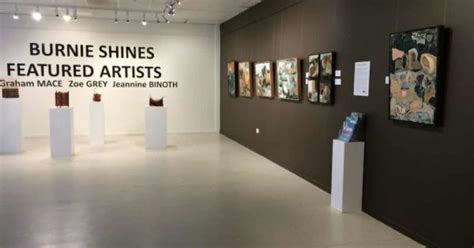 BURNIE SHINES
FEATURED ARTISTS
Graham MACE Zoe GREY Jeannine BINOTH